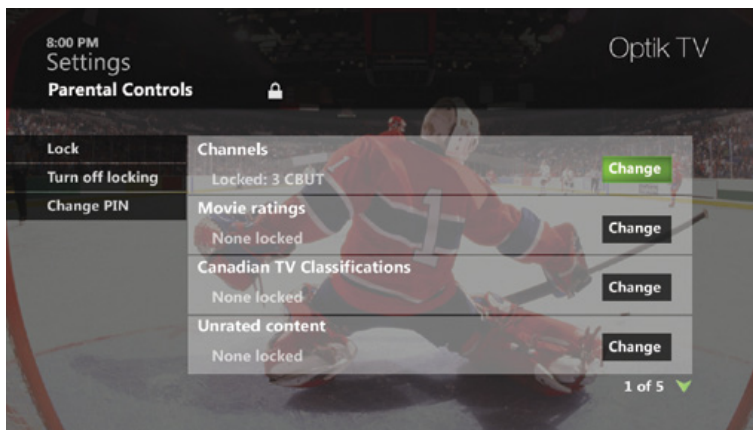 8:00 PM
Optik TV
Settings
Parental Controls
Lock
Turn off locking
Change PIN
Channels
Locked: 3 CBUT
Change
Movie ratings
None locked
Change
Canadian TV Classifications
None locked
Change
Unrated content
None locked
Change
1 of 5
1